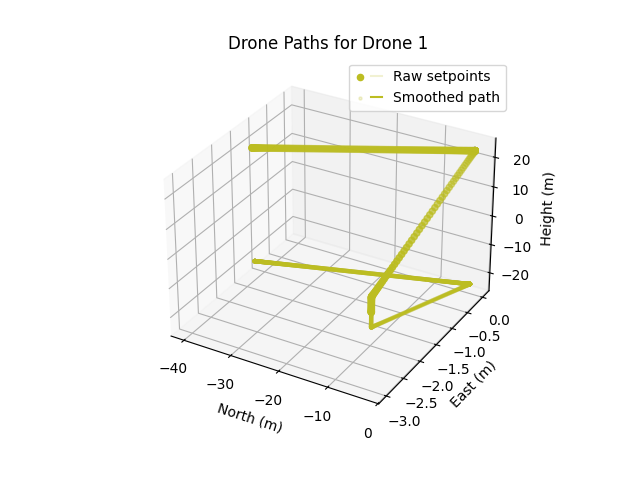 Drone Paths for Drone 1
Raw setpoints
Smoothed path
20
10
0
−10
−20
Height (m)
0.0
−0.5
−1.0
−1.5
−2.0
−2.5
−3.0
East (m)
−40
−30
−20
−10
0
North (m)